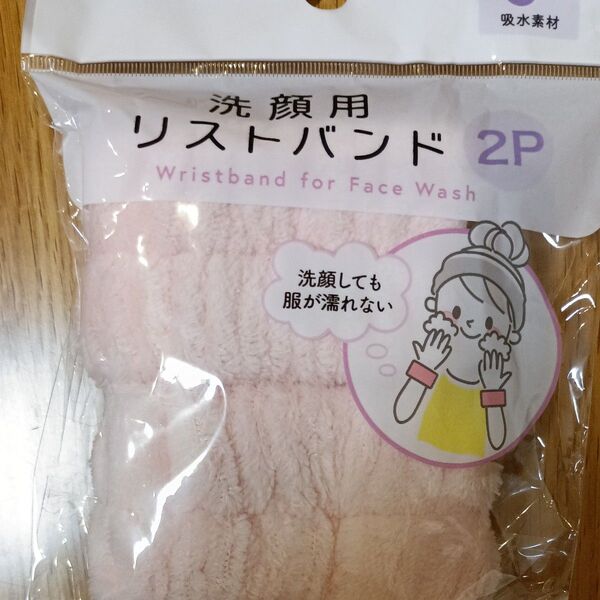 吸水素材
洗顔用
リストバンド 2P
Wristband for Face Wash
洗顔しても
服が濡れない